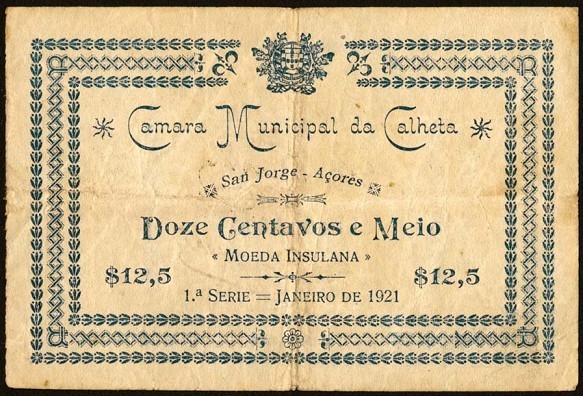 Camara Municipal da Calheta
San Jorge - Açores
Doze Centavos e Meio
« MOEDA INSULANA »
$12,5 $12,5
1.ª SERIE = JANEIRO DE 1921